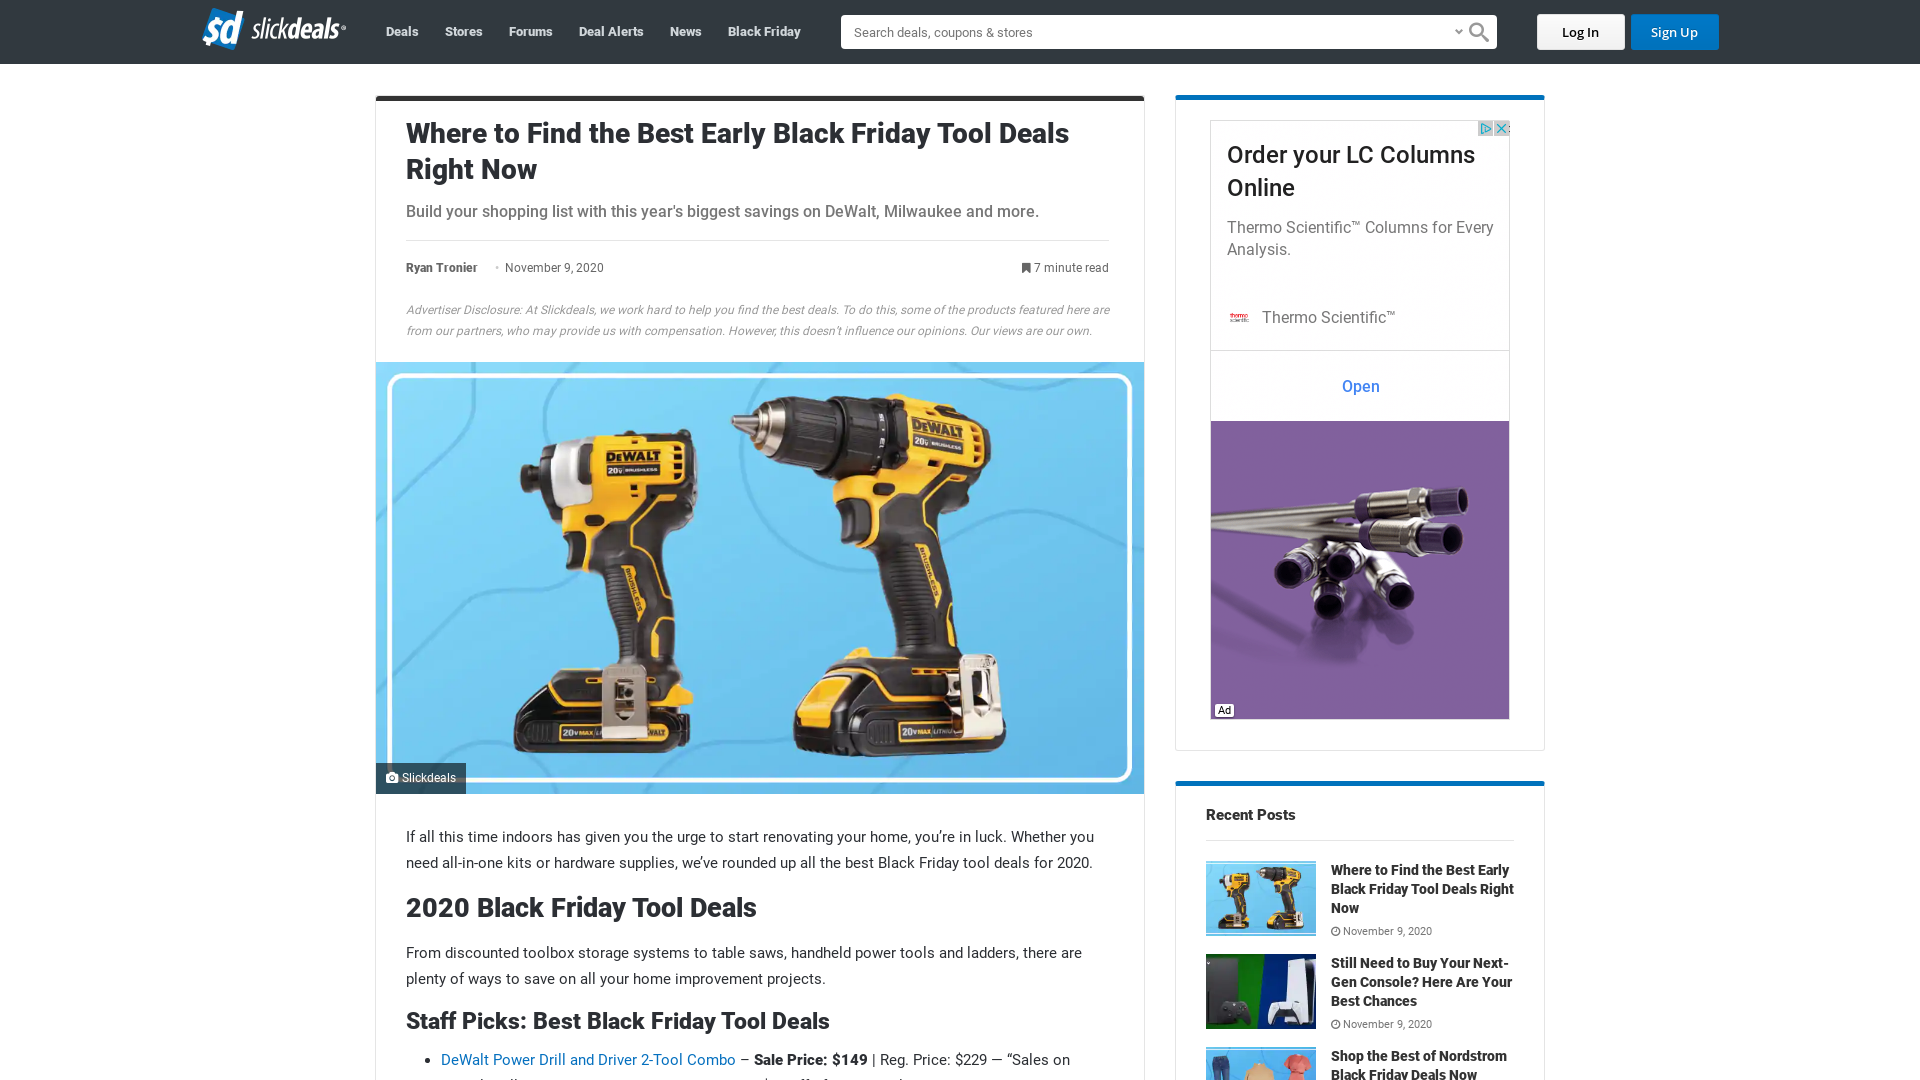 slickdeals
Deals
Stores
Forums
Deal Alerts
News
Black Friday
Search deals, coupons & stores
Log In
Sign Up
Where to Find the Best Early Black Friday Tool Deals
Right Now
Build your shopping list with this year's biggest savings on DeWalt, Milwaukee and more.
Ryan Tronier • November 9, 2020
7 minute read
Advertiser Disclosure: At Slickdeals, we work hard to help you find the best deals. To do this, some of the products featured here are
from our partners, who may provide us with compensation. However, this doesn't influence our opinions. Our views are our own.
DEWALT
20V BRUSHLESS
DEWALT
20V BRUSHLESS
BRUSHLESS
BRUSHLESS
20V MAX DEWALT
20V MAX
Slickdeals
If all this time indoors has given you the urge to start renovating your home, you’re in luck. Whether you
need all-in-one kits or hardware supplies, we’ve rounded up all the best Black Friday tool deals for 2020.
2020 Black Friday Tool Deals
From discounted toolbox storage systems to table saws, handheld power tools and ladders, there are
plenty of ways to save on all your home improvement projects.
Staff Picks: Best Black Friday Tool Deals
• DeWalt Power Drill and Driver 2-Tool Combo – Sale Price: $149 | Reg. Price: $229 — “Sales on
Order your LC Columns
Online
Thermo Scientific™ Columns for Every
Analysis.
thermo
scientific
Thermo Scientific™
Open
Ad
Recent Posts
Where to Find the Best Early
Black Friday Tool Deals Right
Now
November 9, 2020
Still Need to Buy Your Next-
Gen Console? Here Are Your
Best Chances
November 9, 2020
Shop the Best of Nordstrom
Black Friday Deals Now